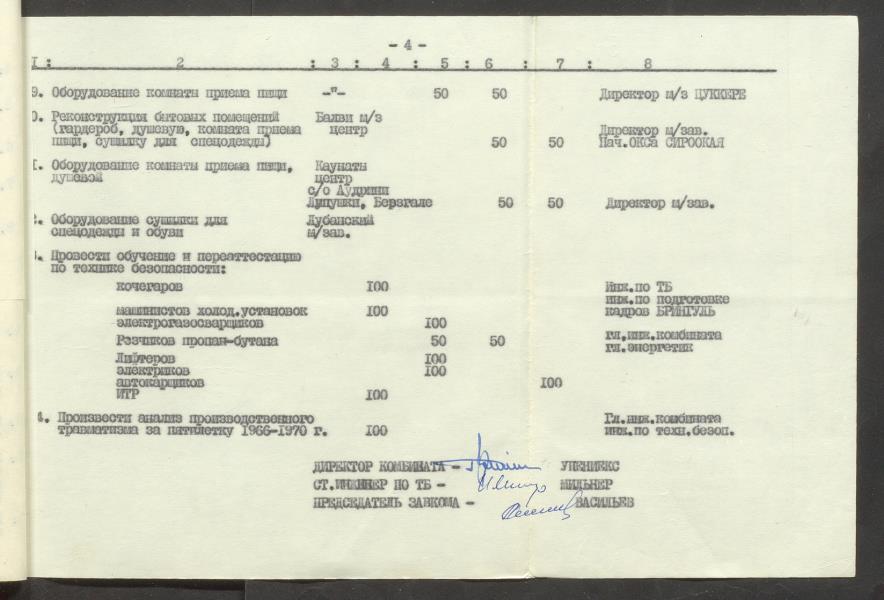 - 4 -
I : 2 : 3 : 4 : 5 : 6 : 7 : 8
9. Оборудование комнаты приема пищи -"- 50 50 Директор м/з ЦУККЕРЕ
0. Реконструкция бытовых помещений Балви м/з
(гардероб, душевую, комната приема центр Директор м/зав.
пищи, сушилку для спецодежды) 50 50 Нач.ОКСа СИРООКАЯ
I. Оборудование комнаты приема пищи, Каунаты
душевой центр
с/о Аудрини
Липушки, Берзгале 50 50 Директор м/зав.
2. Оборудование сушилки для Лубанский
спецодежды и обуви м/зав.
3. Провести обучение и переаттестацию
по технике безопасности:
кочегаров 100 Инж.по ТБ
инж.по подготовке
машинистов холод.установок 100 кадров БРИНГУЛЬ
электрогазосварщиков 100
гл.инж.комбината
Резчиков пропан-бутана 50 50
гл.энергетик
Лифтеров 100
электриков 100
автокарщиков 100
ИТР 100
4. Произвести анализ производственного Гл.инж.комбината
травматизма за пятилетку 1966-1970 г. 100 инж.по техн.безоп.
ДИРЕКТОР КОМБИНАТА - УПЕНИЕКС
СТ.ИНЖЕНЕР ПО ТБ - МИЛЬНЕР
ПРЕДСЕДАТЕЛЬ ЗАВКОМА - ВАСИЛЬЕВ